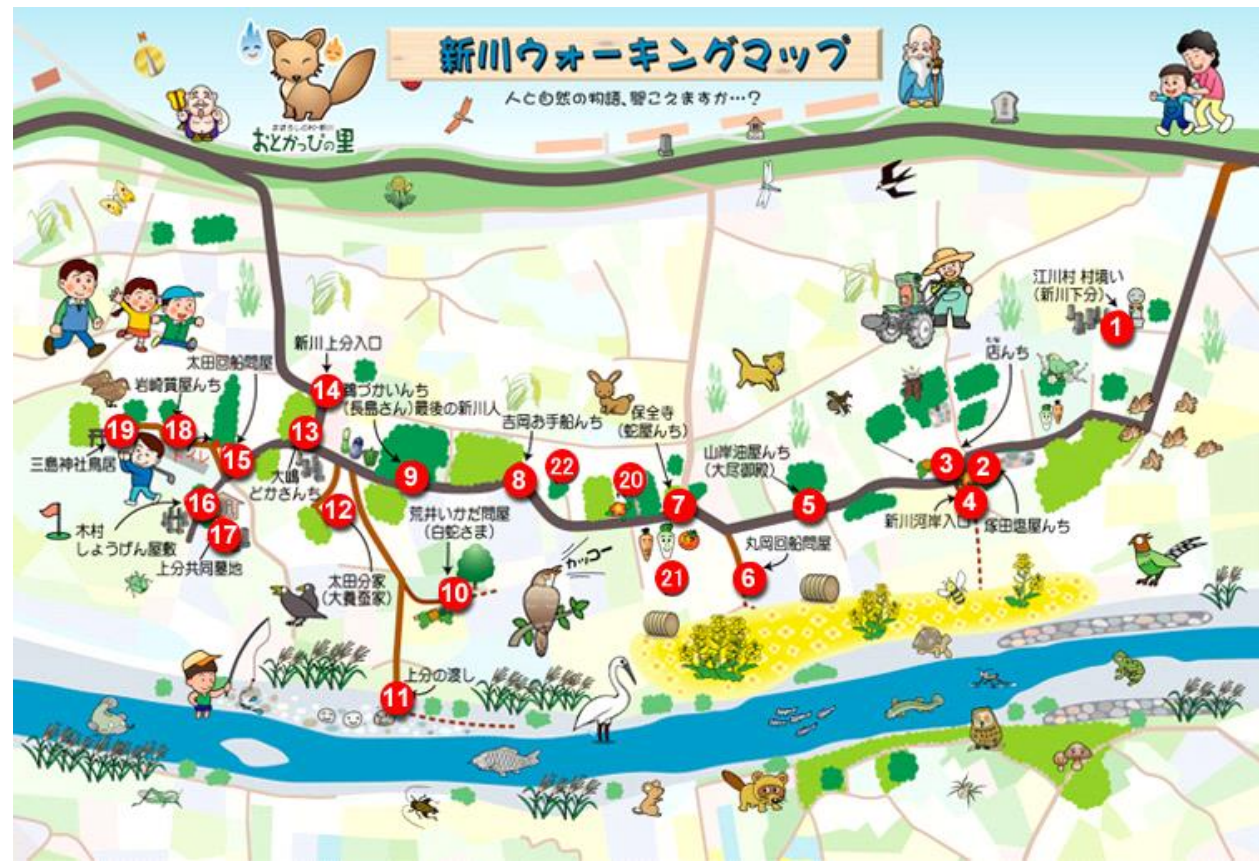 新川ウォーキングマップ
人と自然の物語、聞こえますか…?
N
おとかっぴの里
江川村 村境い
(新川下分)
1
店んち
新川上分入口
14
太田回船問屋
岩崎質屋んち
鶴づかいんち
(長島さん)最後の新川人
吉岡お手船んち
保全寺
(蛇屋んち)
山岸油屋んち
(大尽御殿)
19
18
15
13
9
8
22
20
7
5
3
2
4
三島神社鳥居
大嶋
どかさんち
新川河岸入口
塚田塩屋んち
16
17
12
木村
しょうげん屋敷
上分共同墓地
荒井いかだ問屋
(白蛇さま)
カッコー
21
丸岡回船問屋
6
太田分家
(大養蚕家)
10
11
上分の渡し